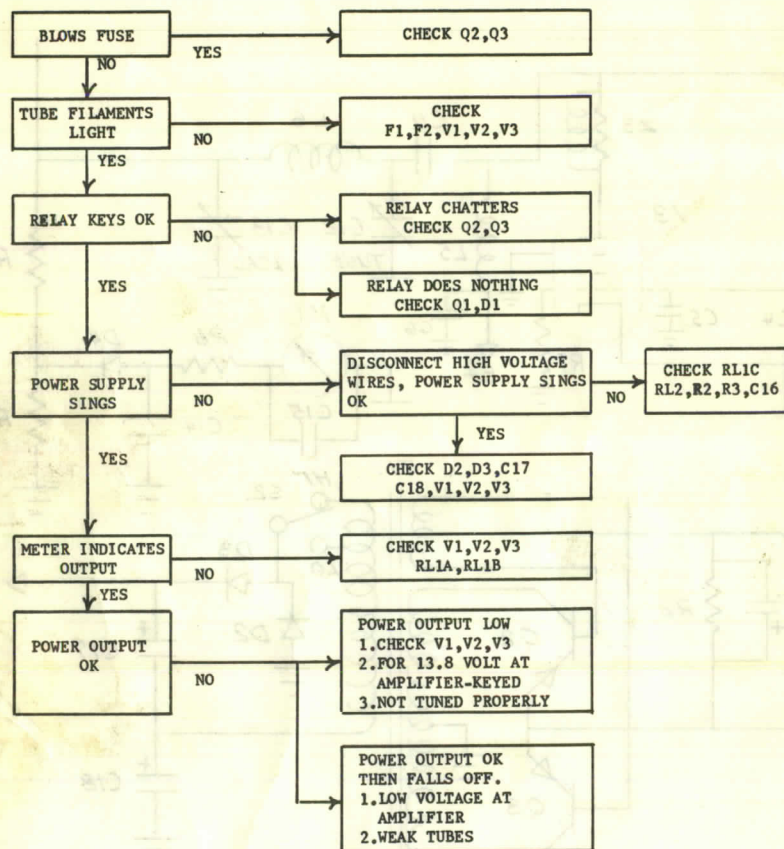 BLOWS FUSE
YES
CHECK Q2,Q3
NO
TUBE FILAMENTS
LIGHT
NO
CHECK
F1,F2,V1,V2,V3
YES
RELAY KEYS OK
NO
RELAY CHATTERS
CHECK Q2,Q3
RELAY DOES NOTHING
CHECK Q1,D1
YES
POWER SUPPLY
SINGS
NO
DISCONNECT HIGH VOLTAGE
WIRES, POWER SUPPLY SINGS
OK
NO
CHECK RL1C
RL2,R2,R3,C16
YES
CHECK D2,D3,C17
C18,V1,V2,V3
YES
METER INDICATES
OUTPUT
NO
CHECK V1,V2,V3
RL1A,RL1B
YES
POWER OUTPUT
OK
NO
POWER OUTPUT LOW
1.CHECK V1,V2,V3
2.FOR 13.8 VOLT AT
AMPLIFIER-KEYED
3.NOT TUNED PROPERLY
POWER OUTPUT OK
THEN FALLS OFF.
1.LOW VOLTAGE AT
AMPLIFIER
2.WEAK TUBES